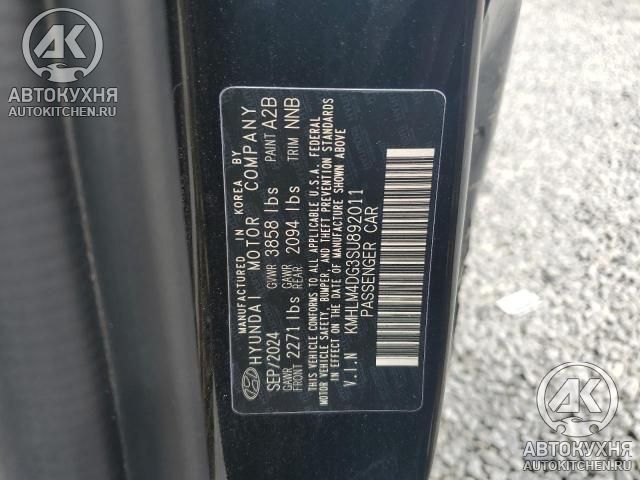 AK
АВТОКУХНЯ
AUTOKITCHEN.RU
MANUFACTURED IN KOREA BY
HYUNDAI MOTOR COMPANY
SEP/2024 GVWR 3858 lbs PAINT A2B
GAWR FRONT 2271 lbs GAWR REAR. 2094 lbs TRIM NNB
THIS VEHICLE CONFORMS TO ALL APPLICABLE U.S.A. FEDERAL
MOTOR VEHICLE SAFETY, BUMPER, AND THEFT PREVENTION STANDARDS
IN EFFECT ON THE DATE OF MANUFACTURE SHOWN ABOVE.
V.I.N KMHLM4DG3SU892011
PASSENGER CAR
AK
АВТОКУХНЯ
AUTOKITCHEN.RU